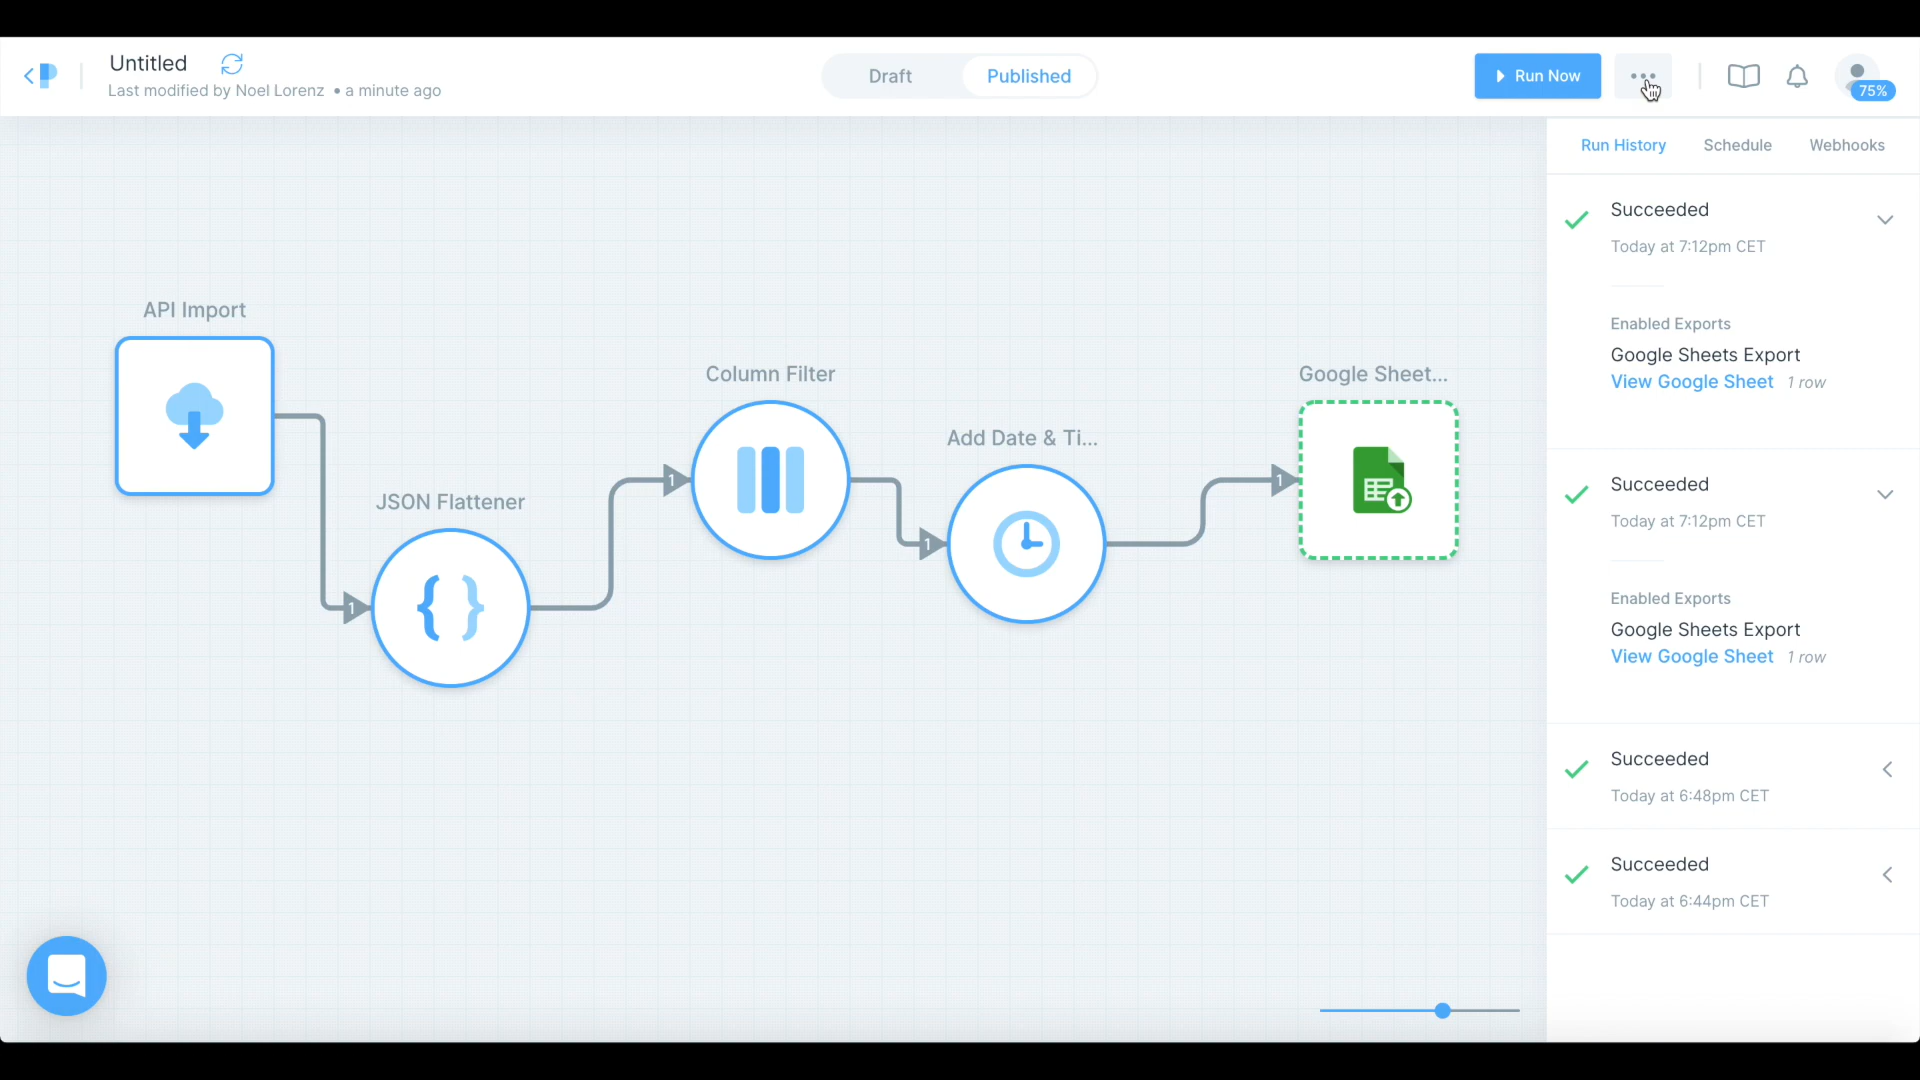 Untitled
Last modified by Noel Lorenz • a minute ago
Draft
Published
Run Now
75%
Run History
Schedule
Webhooks
Succeeded
Today at 7:12pm CET
Enabled Exports
Google Sheets Export
View Google Sheet 1 row
Succeeded
Today at 7:12pm CET
Enabled Exports
Google Sheets Export
View Google Sheet 1 row
Succeeded
Today at 6:48pm CET
Succeeded
Today at 6:44pm CET
API Import
1
JSON Flattener
1
Column Filter
1
Add Date & Ti...
1
Google Sheet...